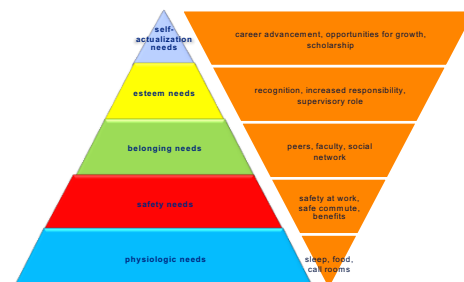 self-
actualization
needs
career advancement, opportunities for growth,
scholarship
esteem needs
recognition, increased responsibility,
supervisory role
belonging needs
peers, faculty, social
network
safety needs
safety at work,
safe commute,
benefits
physiologic needs
sleep, food,
call rooms